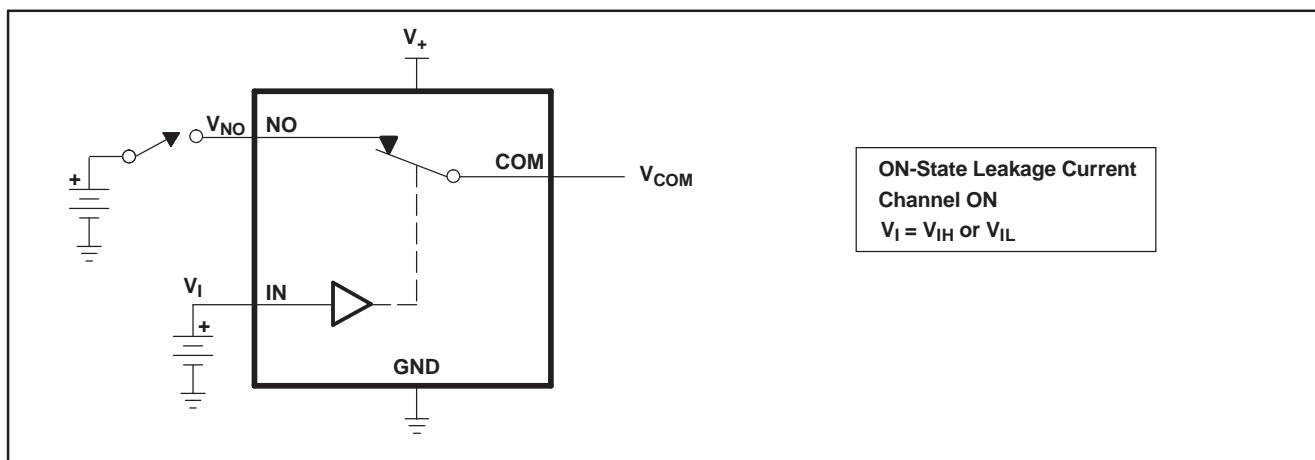 V+
VNO NO
+
COM
VCOM
VI IN
+
GND
ON-State Leakage Current
Channel ON
VI = VIH or VIL